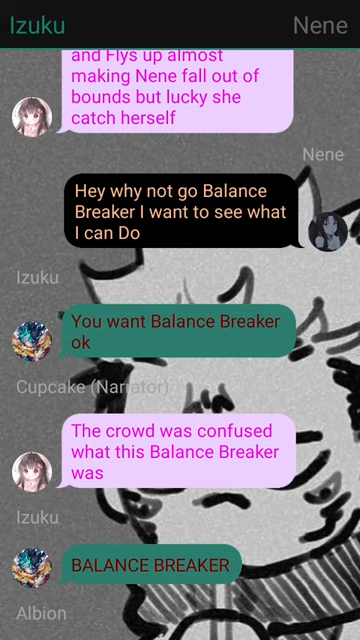 Izuku
Nene
and Flys up almost
making Nene fall out of
bounds but lucky she
catch herself
Nene
Hey why not go Balance
Breaker I want to see what
I can Do
Izuku
You want Balance Breaker
ok
Cupcake (Narrator)
The crowd was confused
what this Balance Breaker
was
Izuku
BALANCE BREAKER
Albion